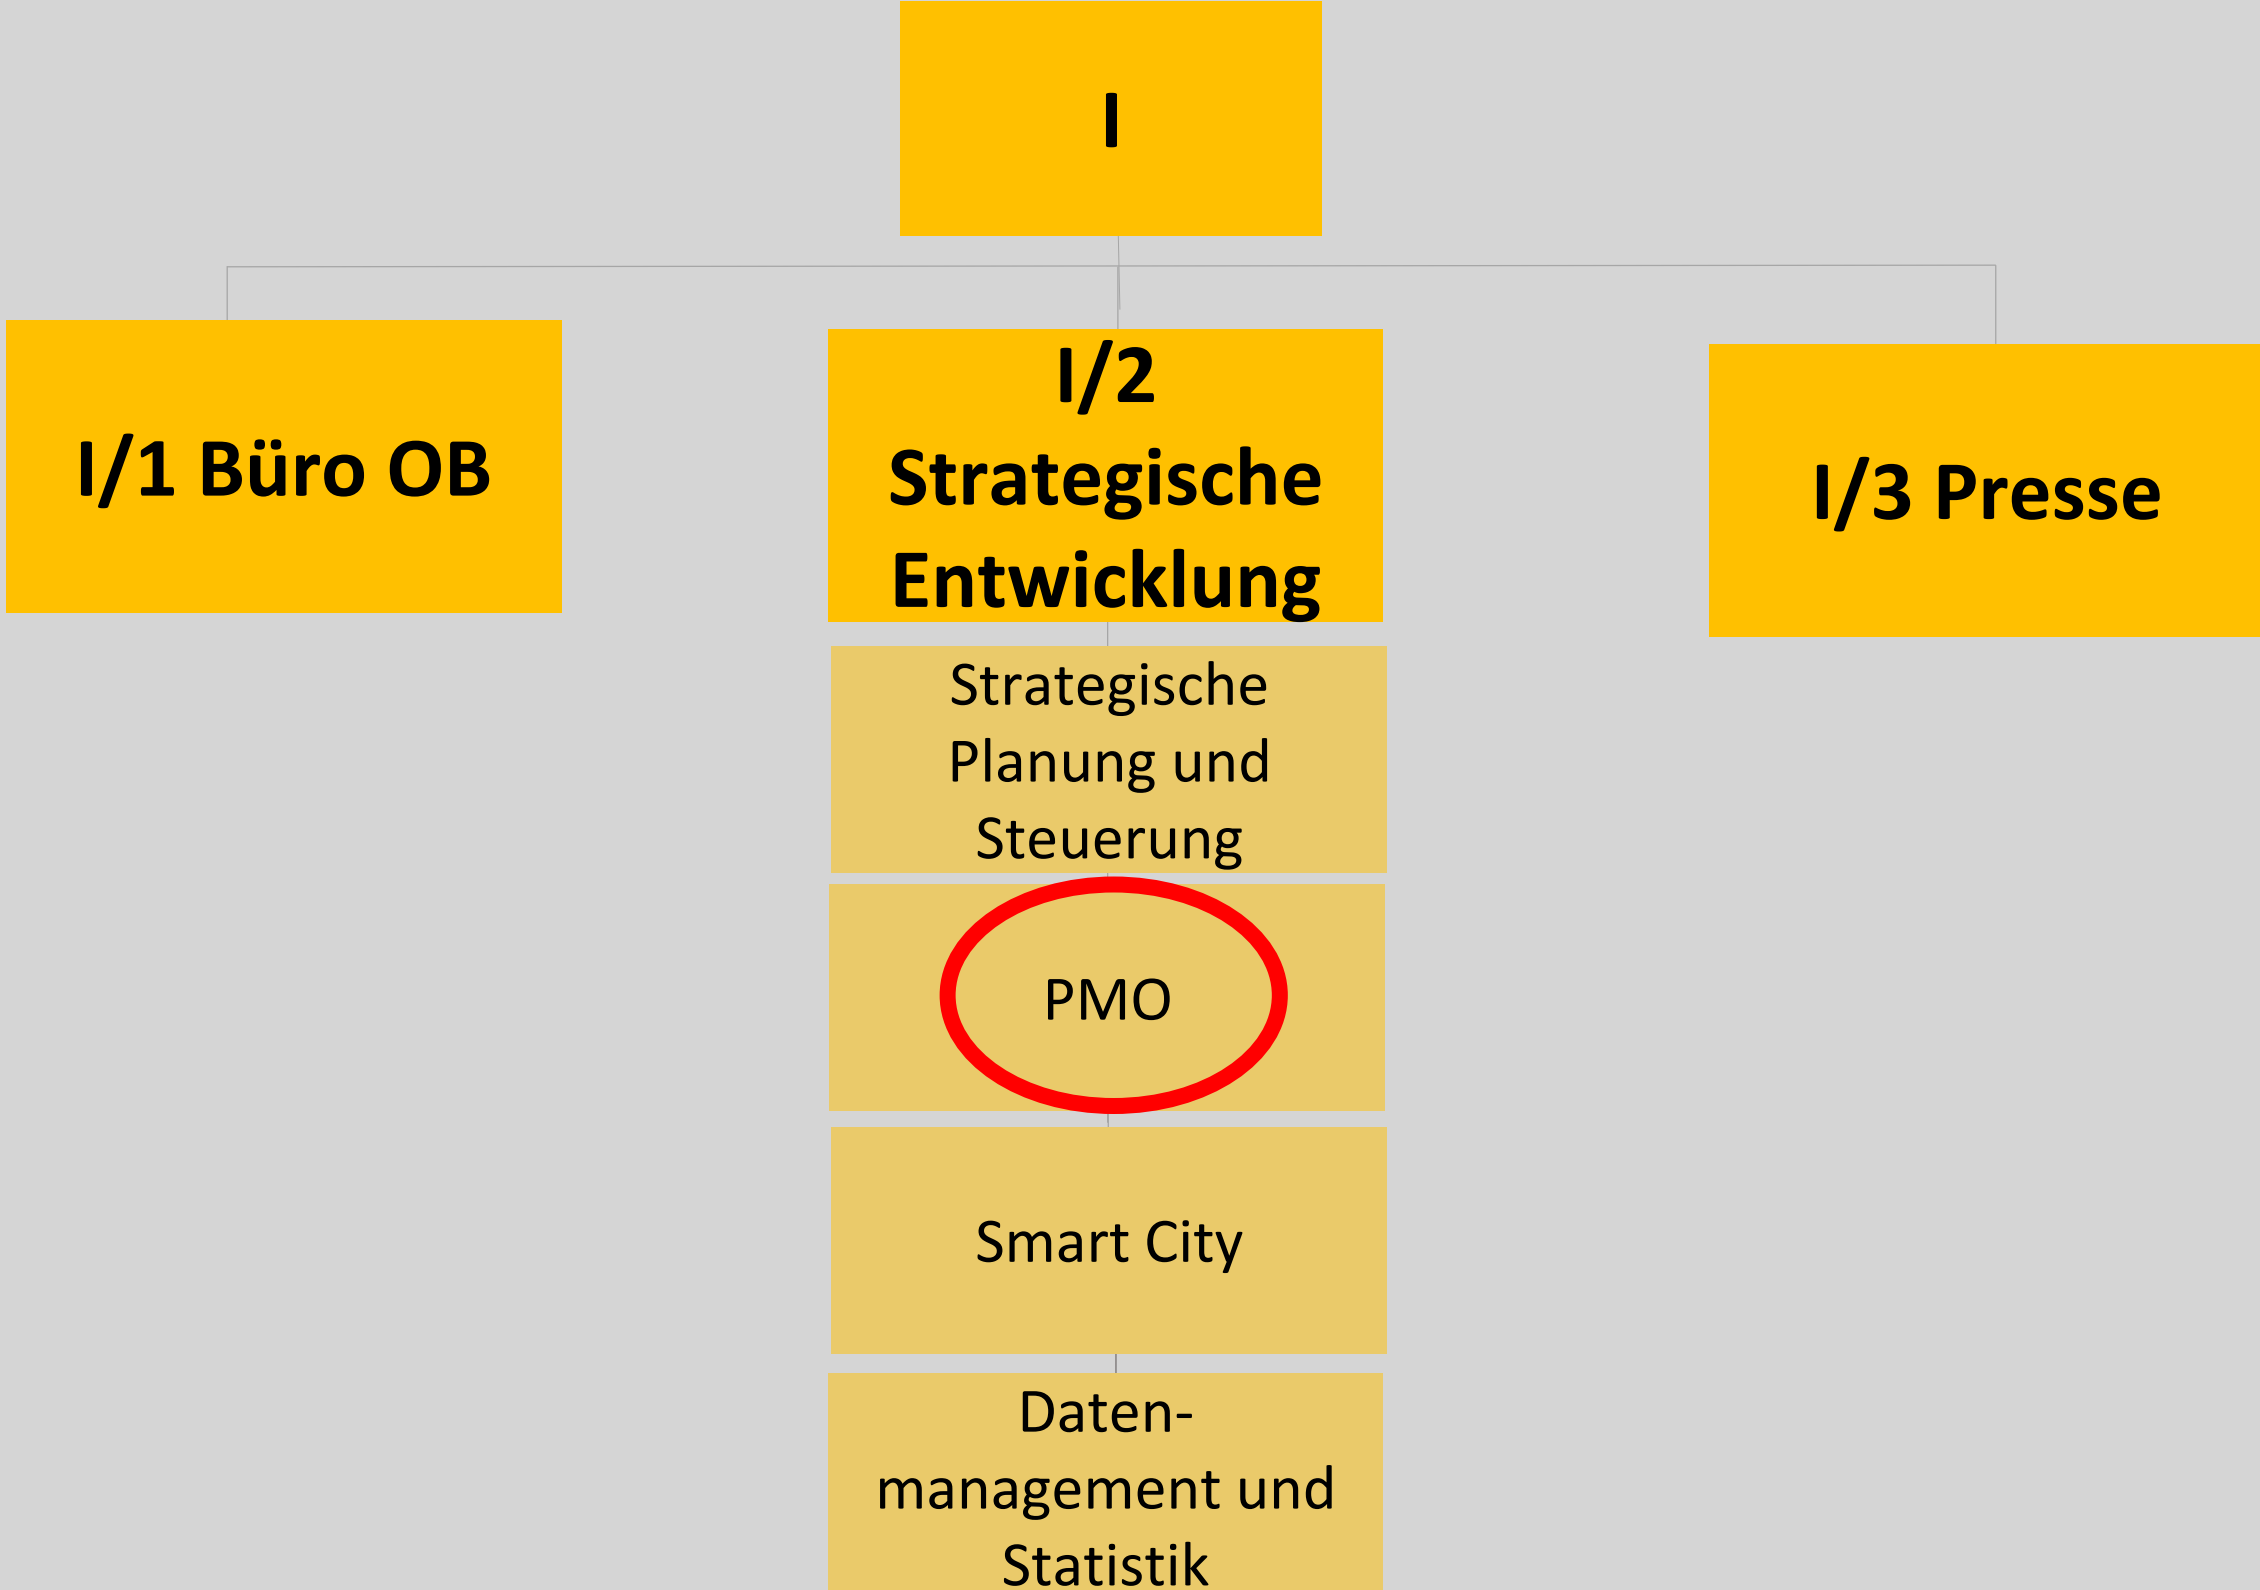 I
I/1 Büro OB
I/2
Strategische
Entwicklung
I/3 Presse
Strategische
Planung und
Steuerung
PMO
Smart City
Daten-
management und
Statistik